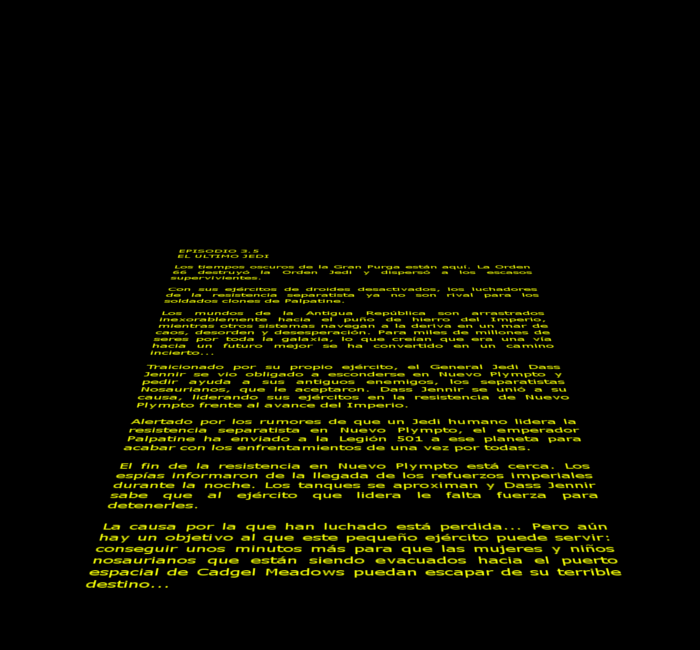 EPISODIO 3.5
EL ULTIMO JEDI
Los tiempos oscuros de la Gran Purga están aquí. La Orden
66 destruyó la Orden Jedi y dispersó a los escasos
supervivientes.
Con sus ejércitos de droides desactivados, los luchadores
de la resistencia separatista ya no son rival para los
soldados clones de Palpatine.
Los mundos de la Antigua República son arrastrados
inexorablemente hacia el puño de hierro del Imperio,
mientras otros sistemas navegan a la deriva en un mar de
caos, desorden y desesperación. Para miles de millones de
seres por toda la galaxia, lo que creían que era una vía
hacia un futuro mejor se ha convertido en un camino
incierto...
Traicionado por su propio ejército, el General Jedi Dass
Jennir se vio obligado a esconderse en Nuevo Plympto y
pedir ayuda a sus antiguos enemigos, los separatistas
Nosaurianos, que le aceptaron. Dass Jennir se unió a su
causa, liderando sus ejércitos en la resistencia de Nuevo
Plympto frente al avance del Imperio.
Alertado por los rumores de que un Jedi humano lidera la
resistencia separatista en Nuevo Plympto, el emperador
Palpatine ha enviado a la Legión 501 a ese planeta para
acabar con los enfrentamientos de una vez por todas.
El fin de la resistencia en Nuevo Plympto está cerca. Los
espías informaron de la llegada de los refuerzos imperiales
durante la noche. Los tanques se aproximan y Dass Jennir
sabe que al ejército que lidera le falta fuerza para
detenerles.
La causa por la que han luchado está perdida... Pero aún
hay un objetivo al que este pequeño ejército puede servir:
conseguir unos minutos más para que las mujeres y niños
nosaurianos que están siendo evacuados hacia el puerto
espacial de Cadgel Meadows puedan escapar de su terrible
destino...